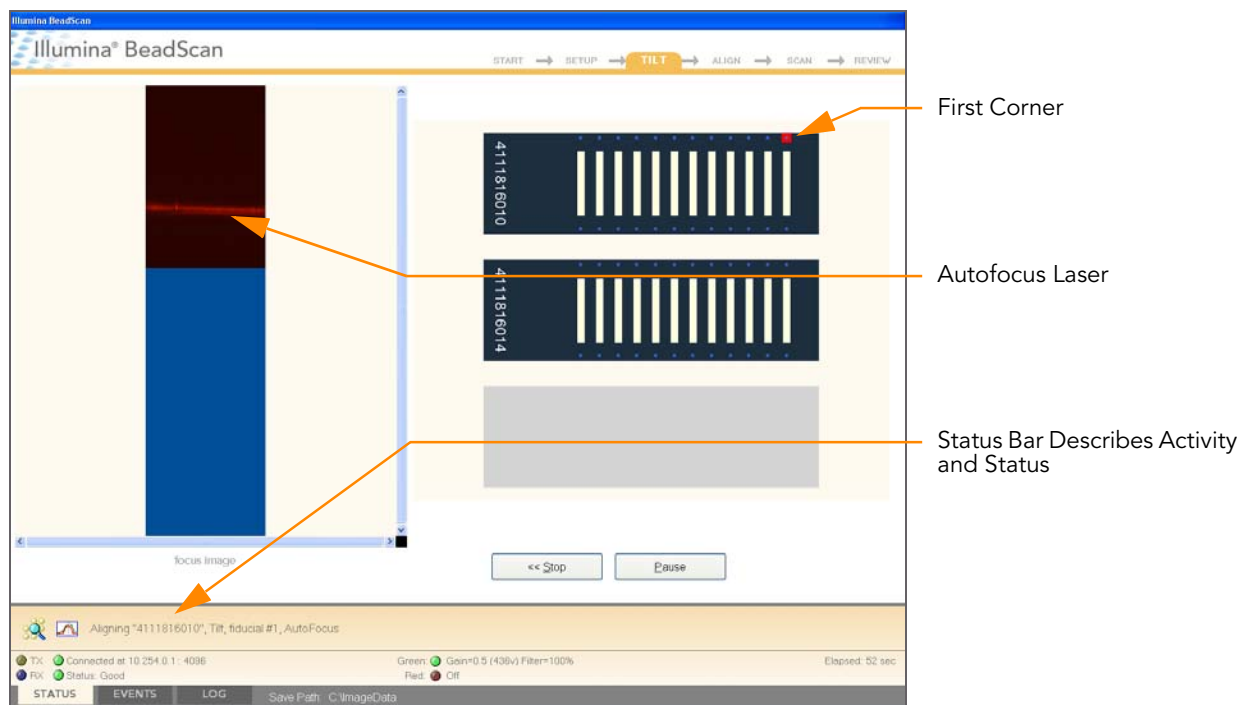 Illumina BeadScan
Illumina® BeadScan
START → SETUP → TILT → ALIGN → SCAN → REVIEW
First Corner
41111816010
Autofocus Laser
41111816014
Status Bar Describes Activity
and Status
focus image
<< Stop
Pause
Aligning "4111816010", Tilt, fiducial #1, AutoFocus
TX Connected at 10.254.0.1 : 4096
Green: Gain=0.5 (436v) Filter=100%
Elapsed: 52 sec
RX Status: Good
Red: Off
STATUS EVENTS LOG Save Path: C:\ImageData